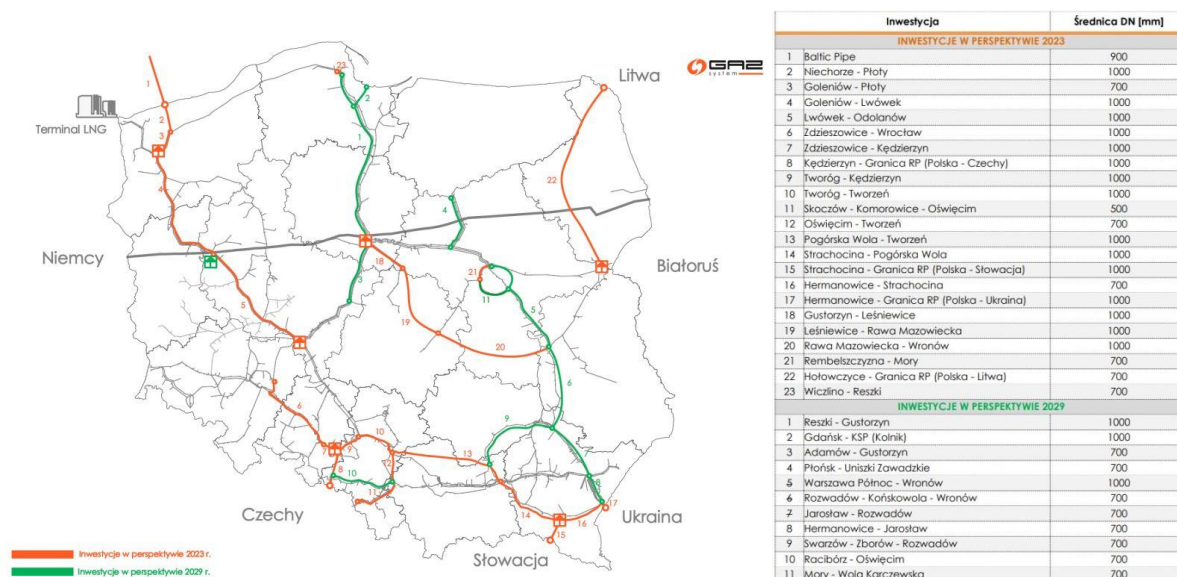 GAZ
system
Litwa
Terminal LNG
Niemcy
Białoruś
Czechy
Ukraina
Słowacja
Inwestycje w perspektywie 2023 r.
Inwestycje w perspektywie 2029 r.
Inwestycja Średnica DN [mm]
INWESTYCJE W PERSPEKTYWIE 2023
1 Baltic Pipe 900
2 Niechorze - Płoty 1000
3 Goleniów - Płoty 700
4 Goleniów - Lwówek 1000
5 Lwówek - Odolanów 1000
6 Zdzieszowice - Wrocław 1000
7 Zdzieszowice - Kędzierzyn 1000
8 Kędzierzyn - Granica RP (Polska - Czechy) 1000
9 Tworóg - Kędzierzyn 1000
10 Tworóg - Tworzeń 1000
11 Skoczów - Komorowice - Oświęcim 500
12 Oświęcim - Tworzeń 700
13 Pogórska Wola - Tworzeń 1000
14 Strachocina - Pogórska Wola 1000
15 Strachocina - Granica RP (Polska - Słowacja) 1000
16 Hermanowice - Strachocina 700
17 Hermanowice - Granica RP (Polska - Ukraina) 1000
18 Gustorzyn - Leśniewice 1000
19 Leśniewice - Rawa Mazowiecka 1000
20 Rawa Mazowiecka - Wronów 1000
21 Rembelszczyzna - Mory 700
22 Hołowczyce - Granica RP (Polska - Litwa) 700
23 Wiczlino - Reszki 700
INWESTYCJE W PERSPEKTYWIE 2029
1 Reszki - Gustorzyn 1000
2 Gdańsk - KSP (Kolnik) 1000
3 Adamów - Gustorzyn 700
4 Płońsk - Uniszki Zawadzkie 700
5 Warszawa Północ - Wronów 1000
6 Rozwadów - Końskowola - Wronów 700
7 Jarosław - Rozwadów 700
8 Hermanowice - Jarosław 700
9 Swarzów - Zborów - Rozwadów 700
10 Racibórz - Oświęcim 700
11 Mory - Wola Karczewska 700